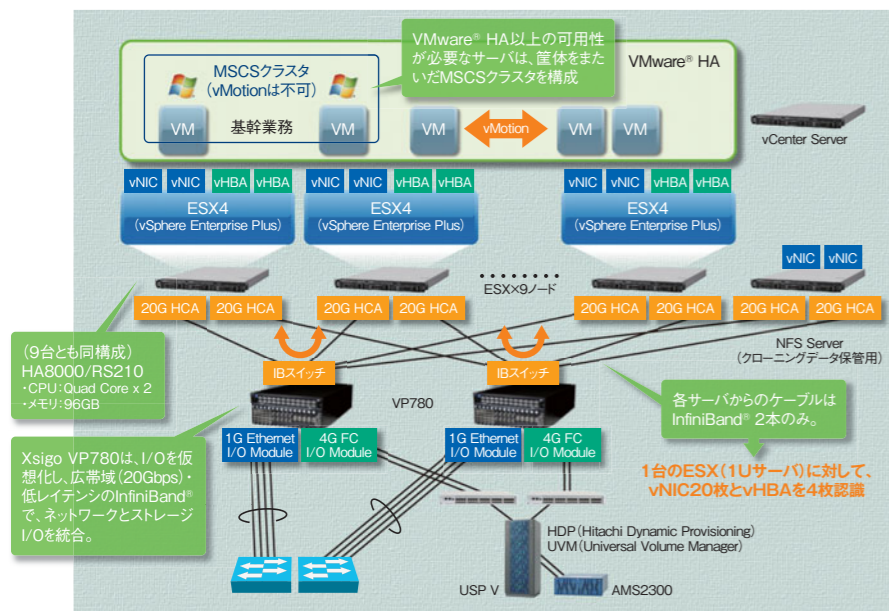 VMware® HA以上の可用性
が必要なサーバは、筐体をまた
いだMSCSクラスタを構成
VMware® HA
MSCSクラスタ
(vMotionは不可)
VM
基幹業務
VM
VM
vMotion
VM
VM
vCenter Server
vNIC
vNIC
vHBA
vHBA
vNIC
vNIC
vHBA
vHBA
vNIC
vNIC
vHBA
vHBA
ESX4
(vSphere Enterprise Plus)
ESX4
(vSphere Enterprise Plus)
ESX4
(vSphere Enterprise Plus)
vNIC
vNIC
ESX×9ノード
20G HCA
20G HCA
20G HCA
20G HCA
20G HCA
20G HCA
20G HCA
20G HCA
NFS Server
(クローニングデータ保管用)
(9台とも同構成)
HA8000/RS210
・CPU:Quad Core x 2
・メモリ:96GB
IBスイッチ
IBスイッチ
VP780
各サーバからのケーブルは
InfiniBand® 2本のみ。
1G Ethernet
I/O Module
4G FC
I/O Module
1G Ethernet
I/O Module
4G FC
I/O Module
Xsigo VP780は、I/Oを仮
想化し、広帯域(20Gbps)・
低レイテンシのInfiniBand®
で、ネットワークとストレージ
I/Oを統合。
1台のESX(1Uサーバ)に対して、
vNIC20枚とvHBAを4枚認識
HDP(Hitachi Dynamic Provisioning)
UVM(Universal Volume Manager)
USP V
AMS2300